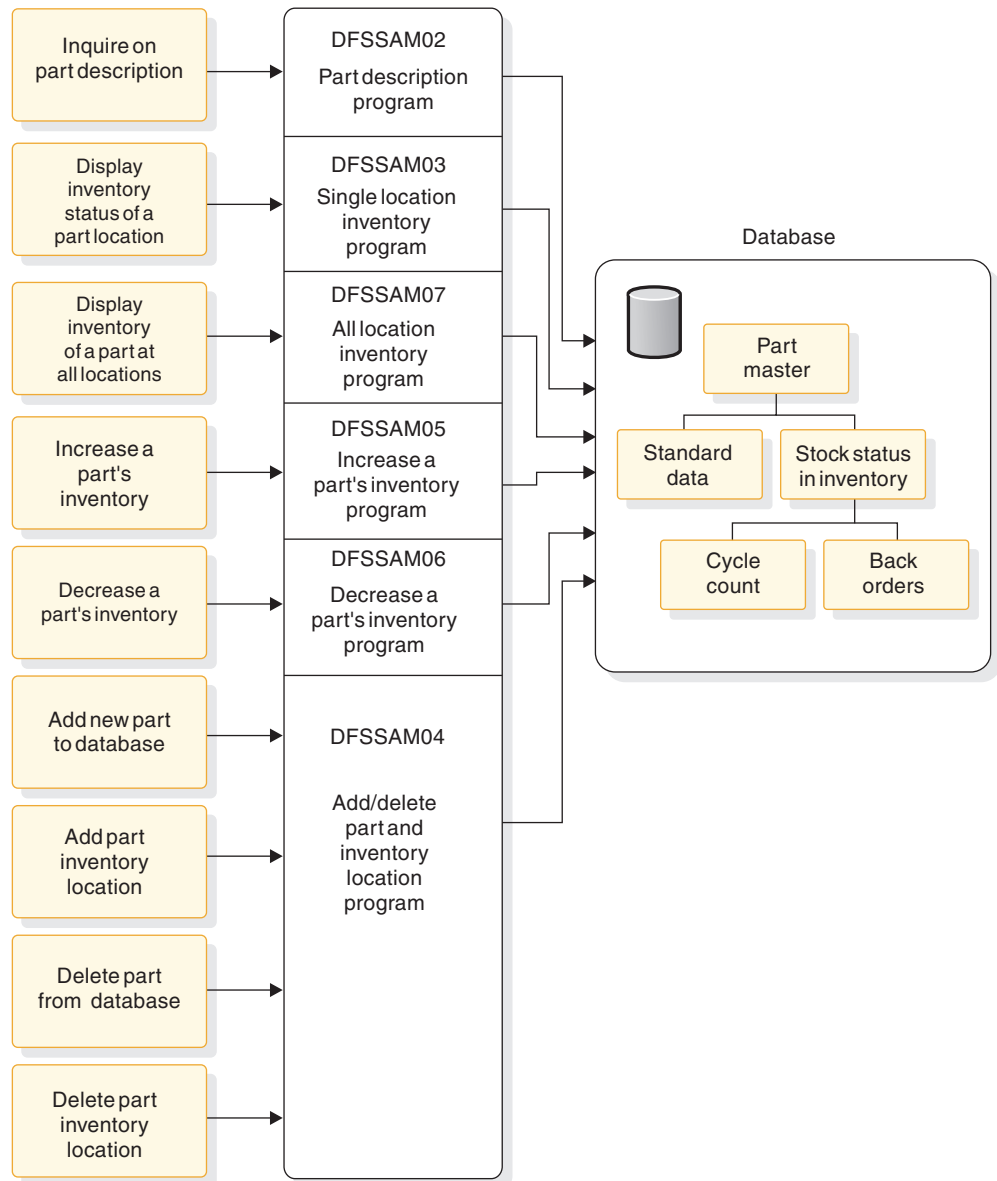 Inquire on
part description
Display
inventory
status of a
part location
Display
inventory
of a part at
all locations
Increase a
part's
inventory
Decrease a
part's inventory
Add new part
to database
Add part
inventory
location
Delete part
from database
Delete part
inventory
location
DFSSAM02
Part description
program
DFSSAM03
Single location
inventory
program
DFSSAM07
All location
inventory
program
DFSSAM05
Increase a
part's inventory
program
DFSSAM06
Decrease a
part's inventory
program
DFSSAM04
Add/delete
part and
inventory
location
program
Database
Part
master
Standard
data
Stock status
in inventory
Cycle
count
Back
orders